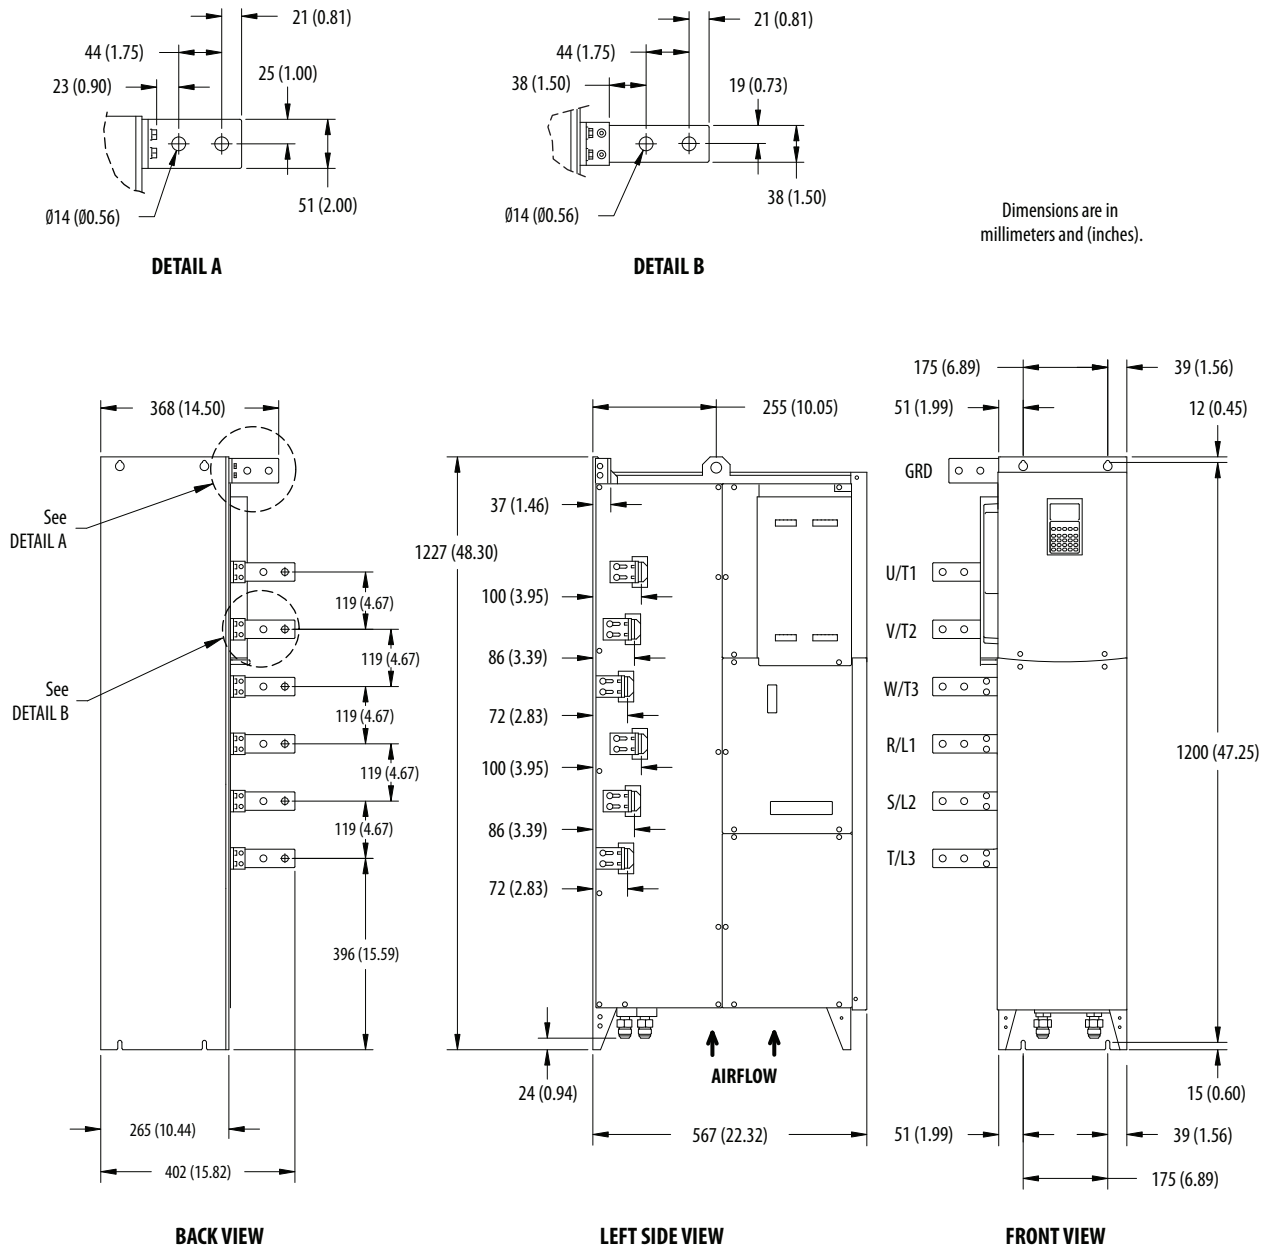 21 (0.81)
44 (1.75)
23 (0.90)
25 (1.00)
Ø14 (Ø0.56)
51 (2.00)
DETAIL A
21 (0.81)
44 (1.75)
38 (1.50)
19 (0.73)
Ø14 (Ø0.56)
38 (1.50)
DETAIL B
Dimensions are in
millimeters and (inches).
368 (14.50)
See
DETAIL A
See
DETAIL B
119 (4.67)
119 (4.67)
119 (4.67)
119 (4.67)
119 (4.67)
396 (15.59)
265 (10.44)
402 (15.82)
BACK VIEW
255 (10.05)
37 (1.46)
1227 (48.30)
100 (3.95)
86 (3.39)
72 (2.83)
100 (3.95)
86 (3.39)
72 (2.83)
24 (0.94)
AIRFLOW
567 (22.32)
LEFT SIDE VIEW
175 (6.89)
39 (1.56)
51 (1.99)
12 (0.45)
GRD
U/T1
V/T2
W/T3
R/L1
S/L2
T/L3
1200 (47.25)
15 (0.60)
51 (1.99)
39 (1.56)
175 (6.89)
FRONT VIEW